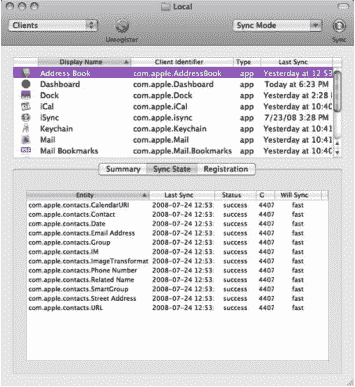 Local
Clients Unregister Sync Mode Sync
Display Name Client Identifier Type Last Sync
Address Book com.apple.AddressBook app Yesterday at 12:53
Dashboard com.apple.Dashboard app Today at 6:23 PM
Dock com.apple.Dock app Yesterday at 2:28
iCal com.apple.iCal app Yesterday at 10:40
iSync com.apple.isync app 7/23/08 3:28 PM
Keychain com.apple.Keychain app Yesterday at 10:41
Mail com.apple.Mail app Yesterday at 10:41
Mail Bookmarks com.apple.Mail.Bookmarks app Yesterday at 10:40
Summary Sync State Registration
Entity Last Sync Status C Will Sync
com.apple.contacts.CalendarURI 2008-07-24 12:53: success 4407 fast
com.apple.contacts.Contact 2008-07-24 12:53: success 4407 fast
com.apple.contacts.Date 2008-07-24 12:53: success 4407 fast
com.apple.contacts.Email Address 2008-07-24 12:53: success 4407 fast
com.apple.contacts.Group 2008-07-24 12:53: success 4407 fast
com.apple.contacts.IM 2008-07-24 12:53: success 4407 fast
com.apple.contacts.ImageTransformat 2008-07-24 12:53: success 4407 fast
com.apple.contacts.Phone Number 2008-07-24 12:53: success 4407 fast
com.apple.contacts.Related Name 2008-07-24 12:53: success 4407 fast
com.apple.contacts.SmartGroup 2008-07-24 12:53: success 4407 fast
com.apple.contacts.Street Address 2008-07-24 12:53: success 4407 fast
com.apple.contacts.URL 2008-07-24 12:53: success 4407 fast